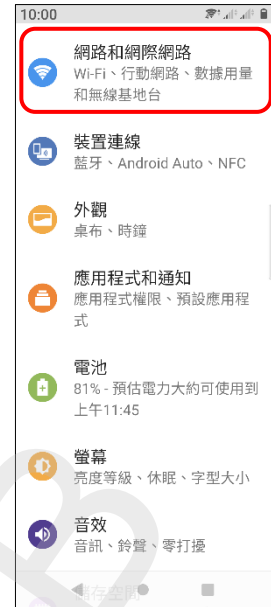 10:00
網路和網際網路
Wi-Fi、行動網路、數據用量
和無線基地台
裝置連線
藍牙、Android Auto、NFC
外觀
桌布、時鐘
應用程式和通知
應用程式權限、預設應用程
式
電池
81% - 預估電力大約可使用到
上午11:45
螢幕
亮度等級、休眠、字型大小
音效
音訊、鈴聲、零打擾
儲存空間